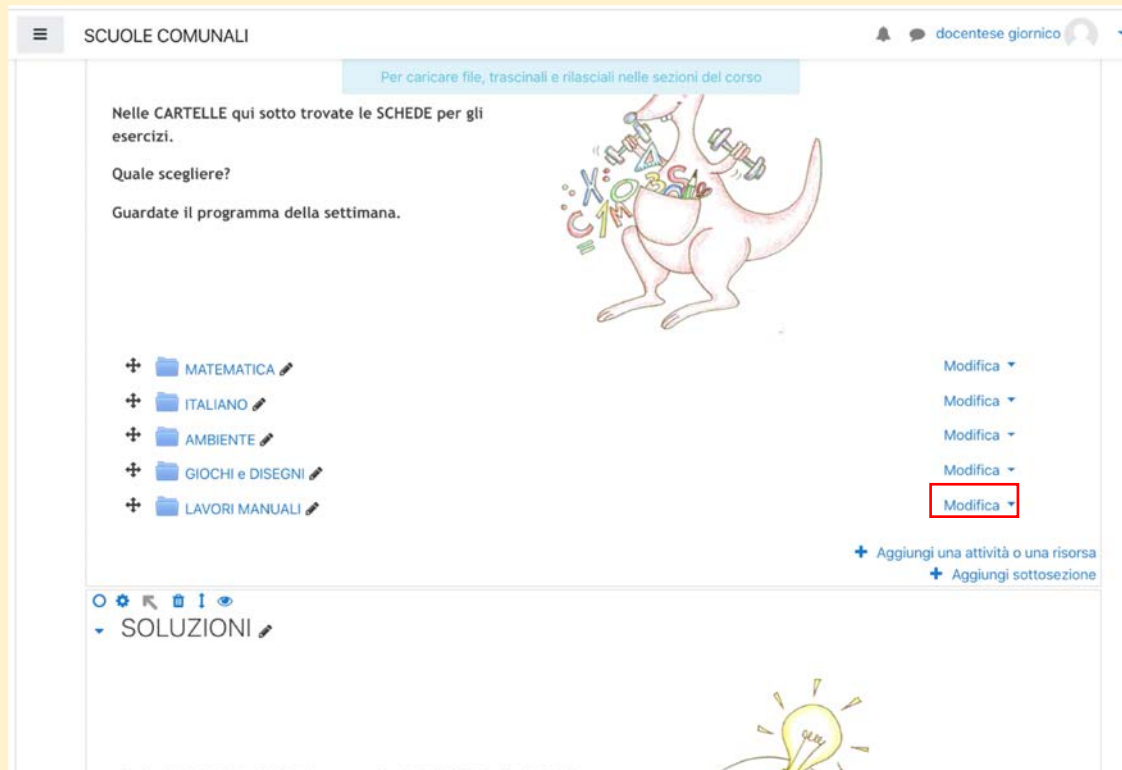 SCUOLE COMUNALI
docentese giornico
Per caricare file, trascinali e rilasciali nelle sezioni del corso
Nelle CARTELLE qui sotto trovate le SCHEDE per gli
esercizi.
Quale scegliere?
Guardate il programma della settimana.
MATEMATICA Modifica
ITALIANO Modifica
AMBIENTE Modifica
GIOCHI e DISEGNI Modifica
LAVORI MANUALI Modifica
Aggiungi una attività o una risorsa
Aggiungi sottosezione
SOLUZIONI